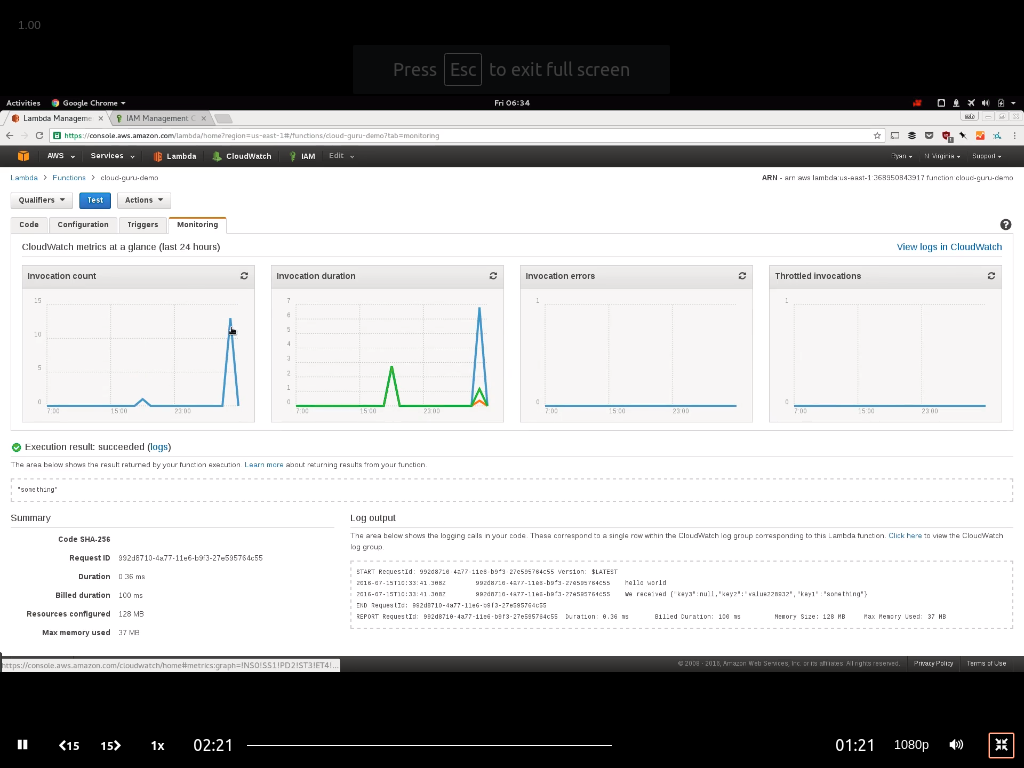 1.00
Press Esc to exit full screen
Activities Google Chrome Fri 06:34
Lambda Manageme × IAM Management C ×
https://console.aws.amazon.com/lambda/home?region=us-east-1#/functions/cloud-guru-demo?tab=monitoring
AWS Services Lambda CloudWatch IAM Edit Ryan N. Virginia Support
Lambda > Functions > cloud-guru-demo ARN - arn:aws:lambda:us-east-1:368950843917:function:cloud-guru-demo
Qualifiers Test Actions
Code Configuration Triggers Monitoring
CloudWatch metrics at a glance (last 24 hours) View logs in CloudWatch
Invocation count Invocation duration Invocation errors Throttled invocations
15 7 1 1
6
10 5
4
5 3
2
1
0 0 0 0
7:00 15:00 23:00 7:00 15:00 23:00 7:00 15:00 23:00 7:00 15:00 23:00
Execution result: succeeded (logs)
The area below shows the result returned by your function execution. Learn more about returning results from your function.
"something"
Summary
Code SHA-256
Request ID 992d8710-4a77-11e6-b9f3-27e595764c55
Duration 0.36 ms
Billed duration 100 ms
Resources configured 128 MB
Max memory used 37 MB
Log output
The area below shows the logging calls in your code. These correspond to a single row within the CloudWatch log group corresponding to this Lambda function. Click here to view the CloudWatch
log group.
START RequestId: 992d8710-4a77-11e6-b9f3-27e595764c55 Version: $LATEST
2016-07-15T10:33:41.308Z 992d8710-4a77-11e6-b9f3-27e595764c55 Hello World
2016-07-15T10:33:41.308Z 992d8710-4a77-11e6-b9f3-27e595764c55 We received {"key3":null,"key2":"value228932","key1":"something"}
END RequestId: 992d8710-4a77-11e6-b9f3-27e595764c55
REPORT RequestId: 992d8710-4a77-11e6-b9f3-27e595764c55 Duration: 0.36 ms Billed Duration: 100 ms Memory Size: 128 MB Max Memory Used: 37 MB
https://console.aws.amazon.com/cloudwatch/home#metrics:graph=!NS0!SS1!PD2!ST3!ET4!...
© 2008 - 2016, Amazon Web Services, Inc. or its affiliates. All rights reserved. Privacy Policy Terms of Use
15 15 1x 02:21 01:21 1080p